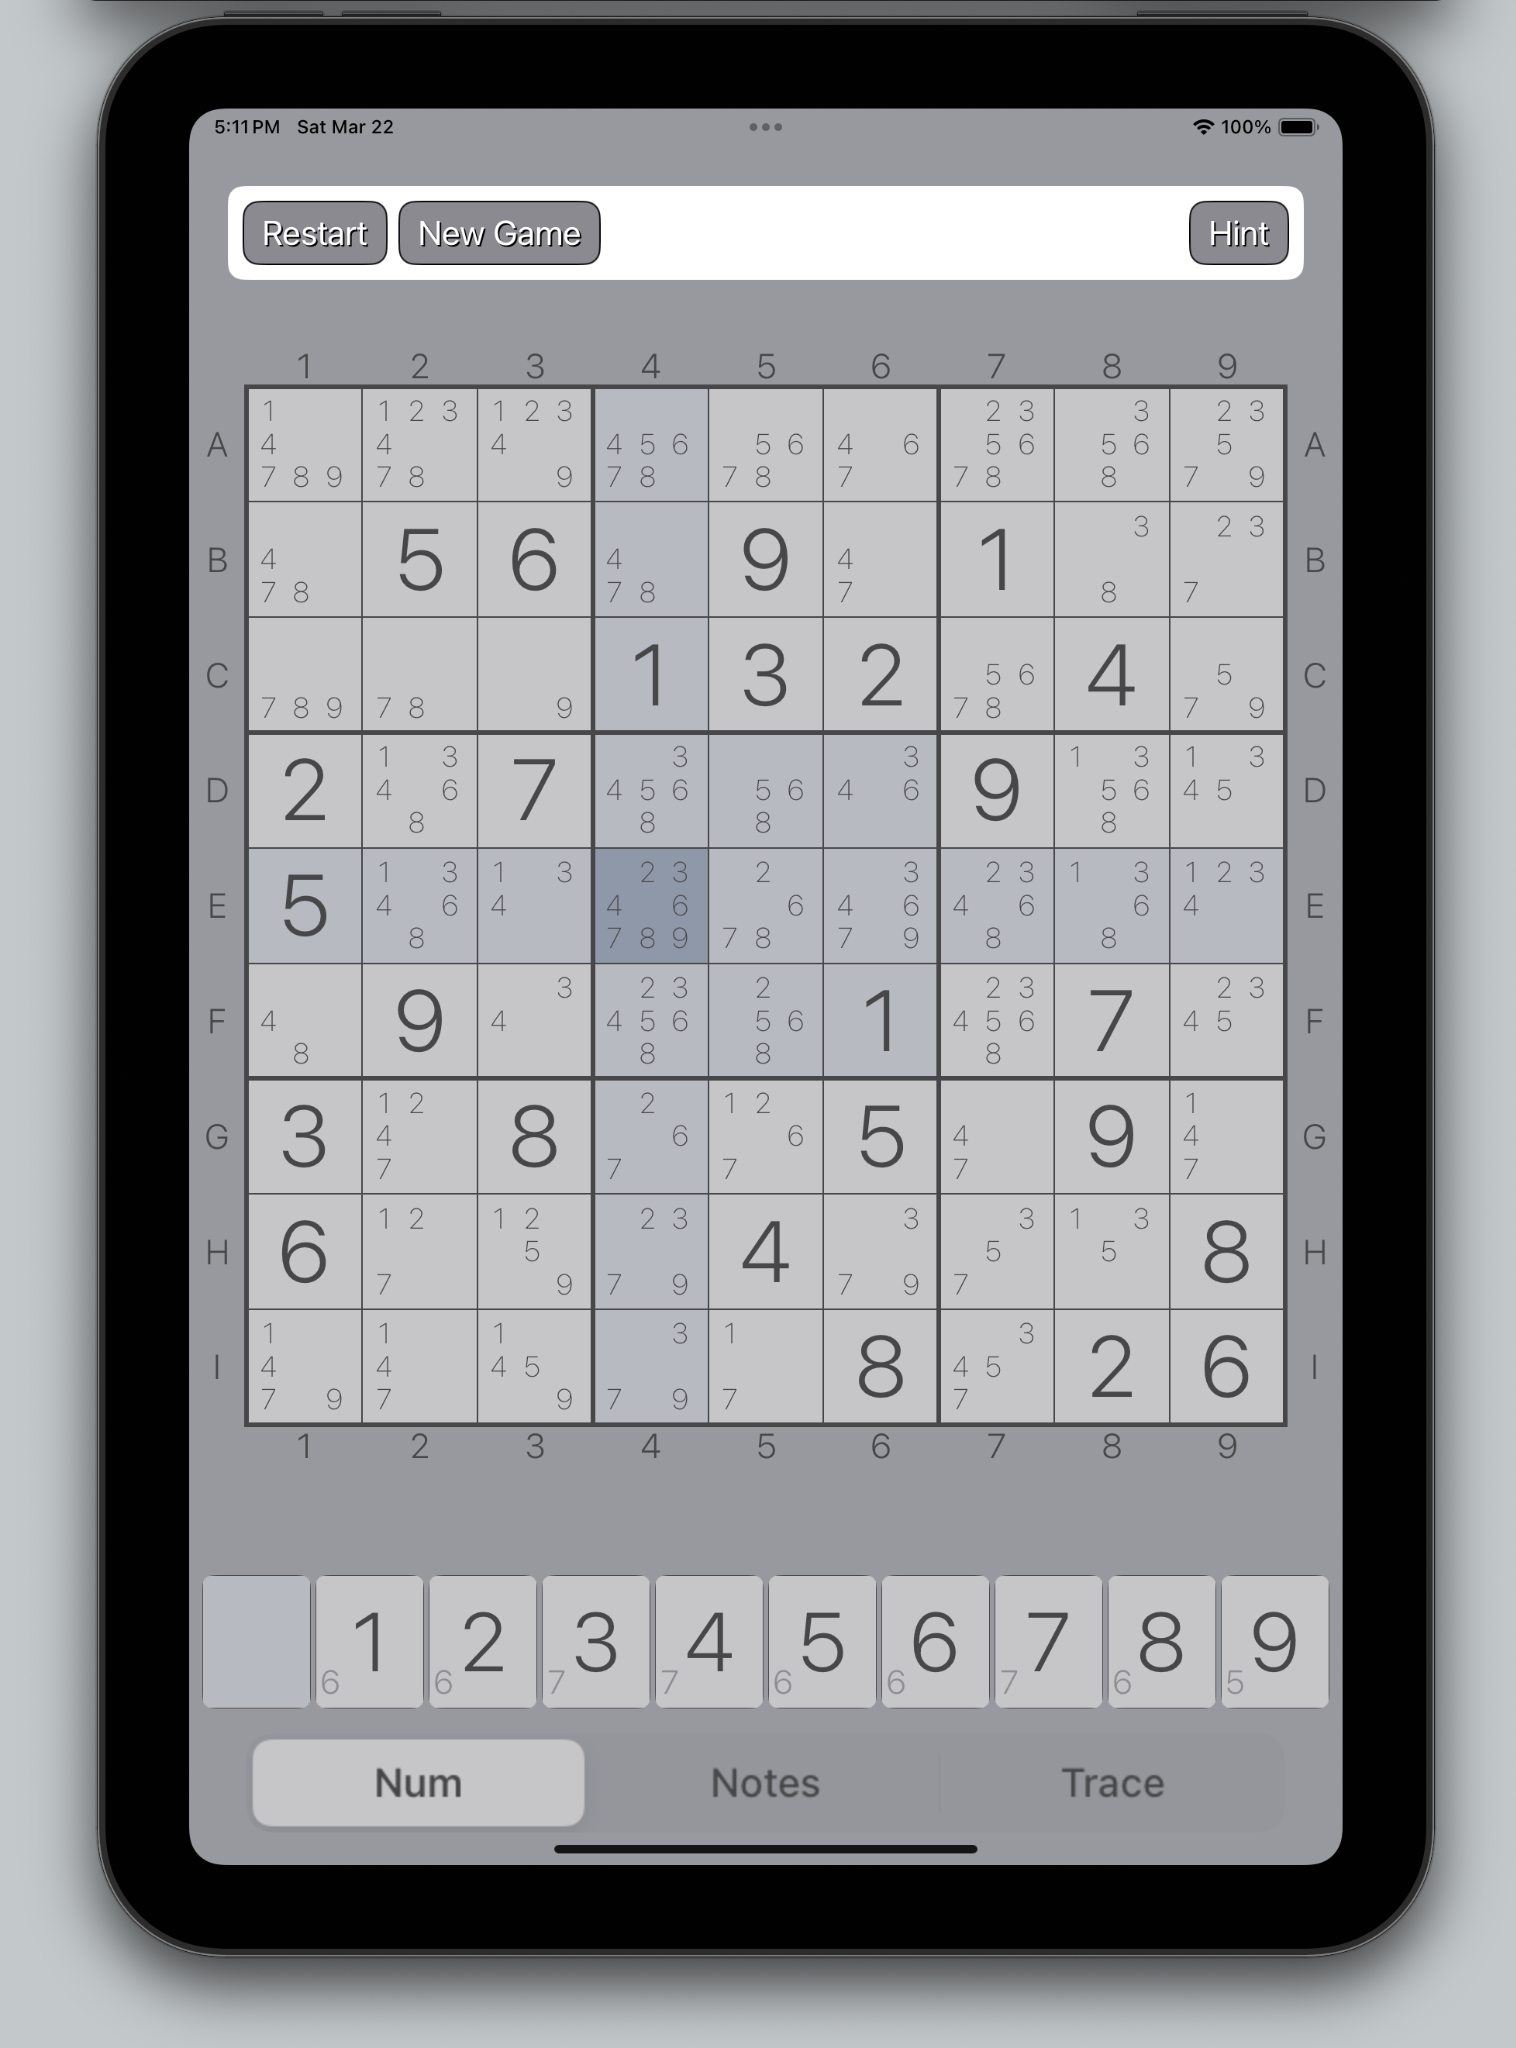 5:11 PM Sat Mar 22 100%
Restart New Game Hint
1 2 3 4 5 6 7 8 9
1 1 2 3 1 2 3 2 3 3 2 3
A 4 4 4 4 5 6 5 6 4 6 5 6 5 6 5 A
7 8 9 7 8 9 7 8 7 8 7 7 8 8 7 9
3 2 3
B 4 5 6 4 9 4 1 B
7 8 7 8 7 8 7
C 1 3 2 5 6 4 5 C
7 8 9 7 8 9 7 8 7 9
1 3 3 3 1 3 1 3
D 2 4 6 7 4 5 6 5 6 4 6 9 5 6 4 5 D
8 8 8 8
1 3 1 3 2 3 2 3 2 3 1 3 1 2 3
E 5 4 6 4 4 6 6 4 6 4 6 6 4 E
8 7 8 9 7 8 7 9 8 8
3 2 3 2 2 3 2 3
F 4 9 4 4 5 6 5 6 1 4 5 6 7 4 5 F
8 8 8 8
1 2 2 1 2 1
G 3 4 8 6 6 5 4 9 4 G
7 7 7 7 7
1 2 1 2 2 3 3 3 1 3
H 6 5 4 5 5 8 H
7 9 7 9 7 9 7
1 1 1 3 1 3
I 4 4 4 5 8 4 5 2 6 I
7 9 7 9 7 9 7 7
1 2 3 4 5 6 7 8 9
1 2 3 4 5 6 7 8 9
6 6 7 7 6 6 7 6 5
Num Notes Trace